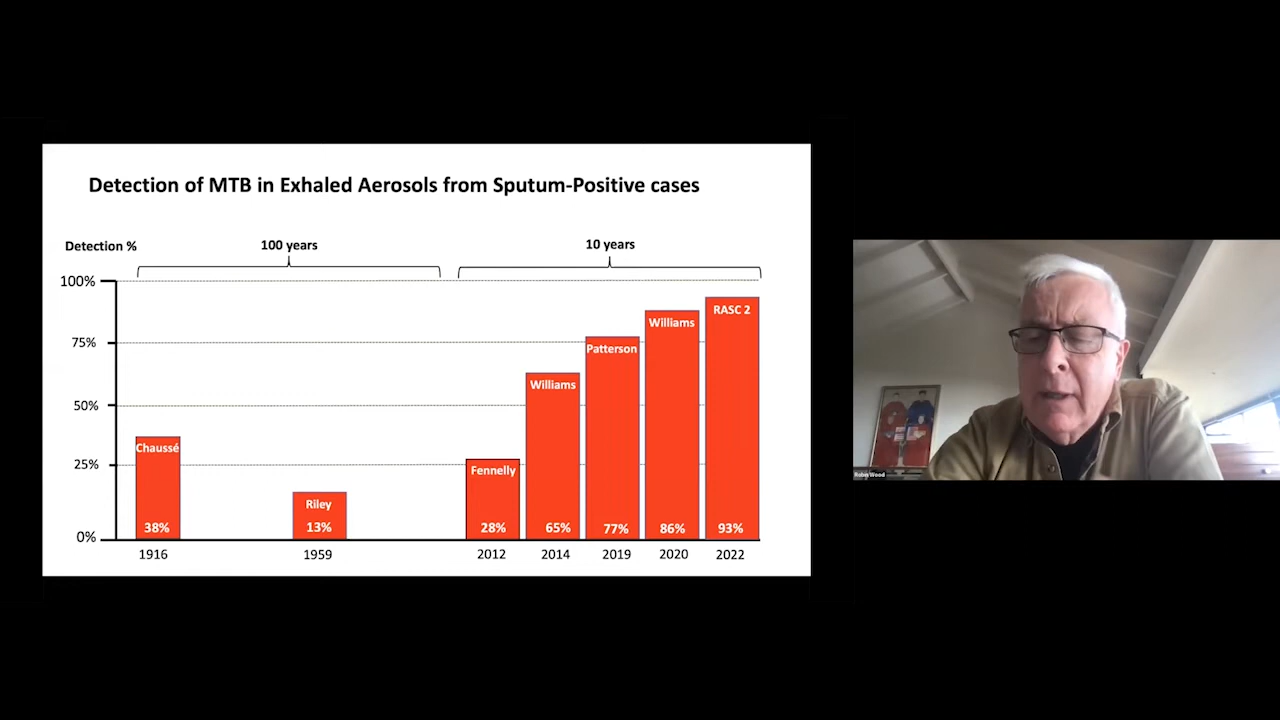 Detection of MTB in Exhaled Aerosols from Sputum-Positive cases
Detection %
100 years
10 years
100%
75%
50%
25%
0%
Chaussé
38%
1916
Riley
13%
1959
Fennelly
28%
2012
Williams
65%
2014
Patterson
77%
2019
Williams
86%
2020
RASC 2
93%
2022
Robin Wood